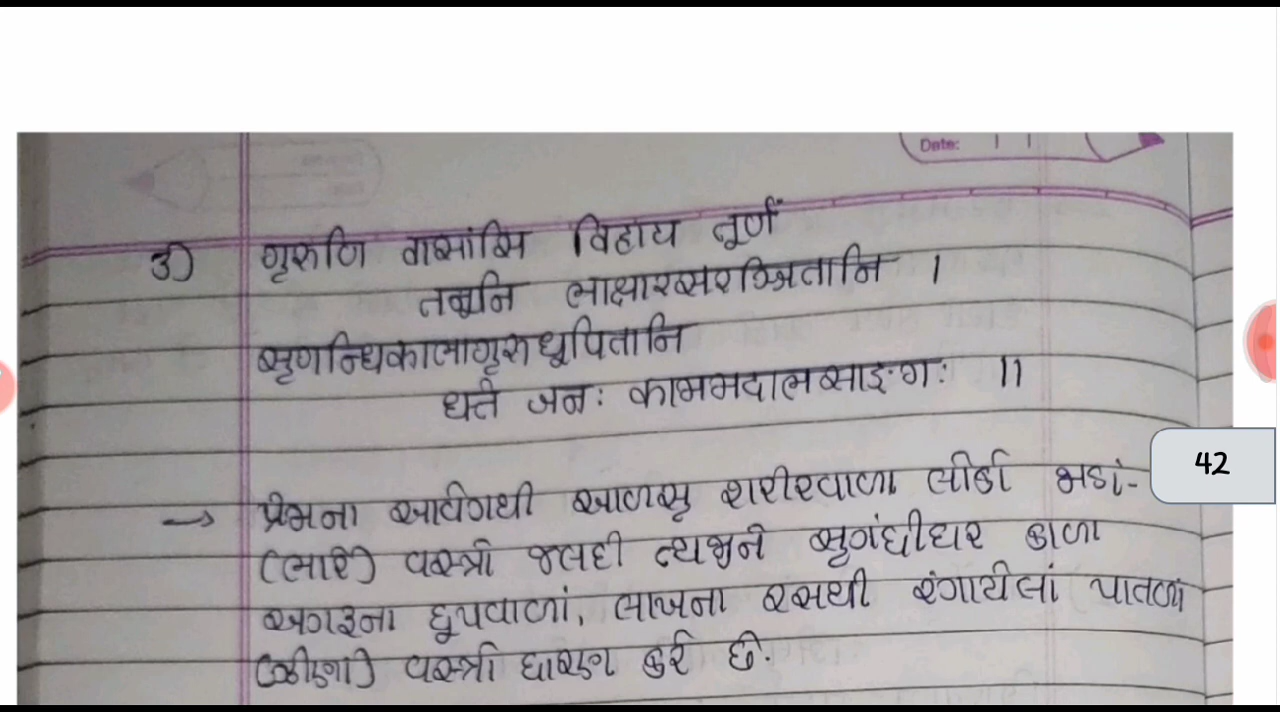 Date:
3) गुरुणि वासांसि विहाय तूर्णं
तनूनि लाक्षारसरञ्जितानि ।
सुगन्धिकालागुरुधूपितानि
धत्ते जनः काममदालसाङ्गः ॥
→ પ્રેમના આવેગથી આળસુ શરીરવાળા લોકો જાડાં-
(ભારે) વસ્ત્રો જલદી ત્યજીને સુગંધીદાર કાળા
અગરુના ધૂપવાળાં, લાખના રસથી રંગાયેલાં પાતળાં
(ઝીણાં) વસ્ત્રો ધારણ કરે છે.
42